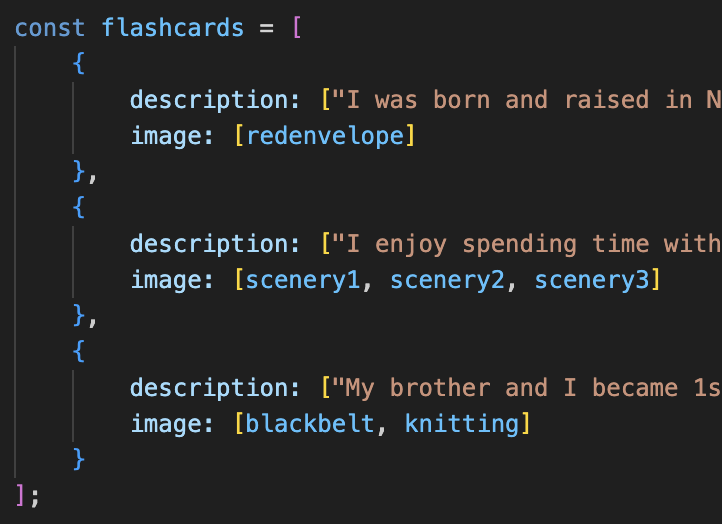 const flashcards = [
{
description: ["I was born and raised in N
image: [redenvelope]
},
{
description: ["I enjoy spending time with
image: [scenery1, scenery2, scenery3]
},
{
description: ["My brother and I became 1s
image: [blackbelt, knitting]
}
];